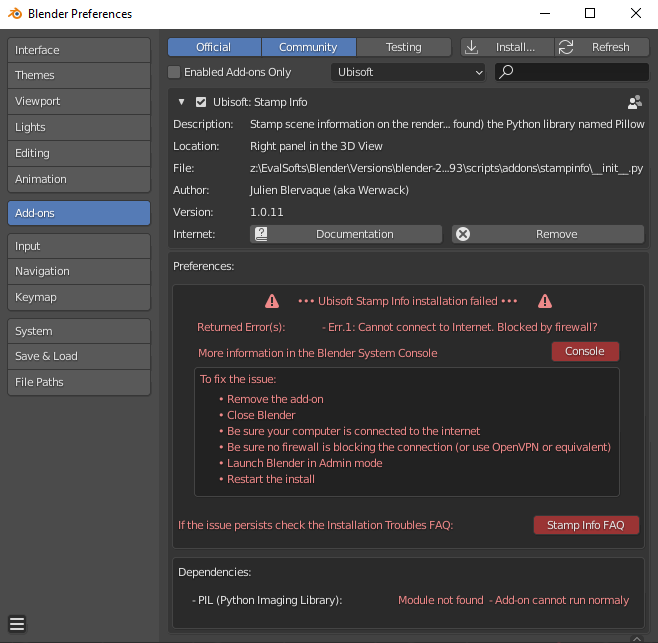 Blender Preferences
Interface
Themes
Viewport
Lights
Editing
Animation
Add-ons
Input
Navigation
Keymap
System
Save & Load
File Paths
Official Community Testing Install... Refresh
Enabled Add-ons Only Ubisoft
Ubisoft: Stamp Info
Description: Stamp scene information on the render... found) the Python library named Pillow
Location: Right panel in the 3D View
File: z:\EvalSofts\Blender\Versions\blender-2...93\scripts\addons\stampinfo\__init__.py
Author: Julien Blervaque (aka Werwack)
Version: 1.0.11
Internet: Documentation Remove
Preferences:
••• Ubisoft Stamp Info installation failed •••
Returned Error(s): - Err.1: Cannot connect to Internet. Blocked by firewall?
More information in the Blender System Console Console
To fix the issue:
• Remove the add-on
• Close Blender
• Be sure your computer is connected to the internet
• Be sure no firewall is blocking the connection (or use OpenVPN or equivalent)
• Launch Blender in Admin mode
• Restart the install
If the issue persists check the Installation Troubles FAQ: Stamp Info FAQ
Dependencies:
- PIL (Python Imaging Library): Module not found - Add-on cannot run normaly